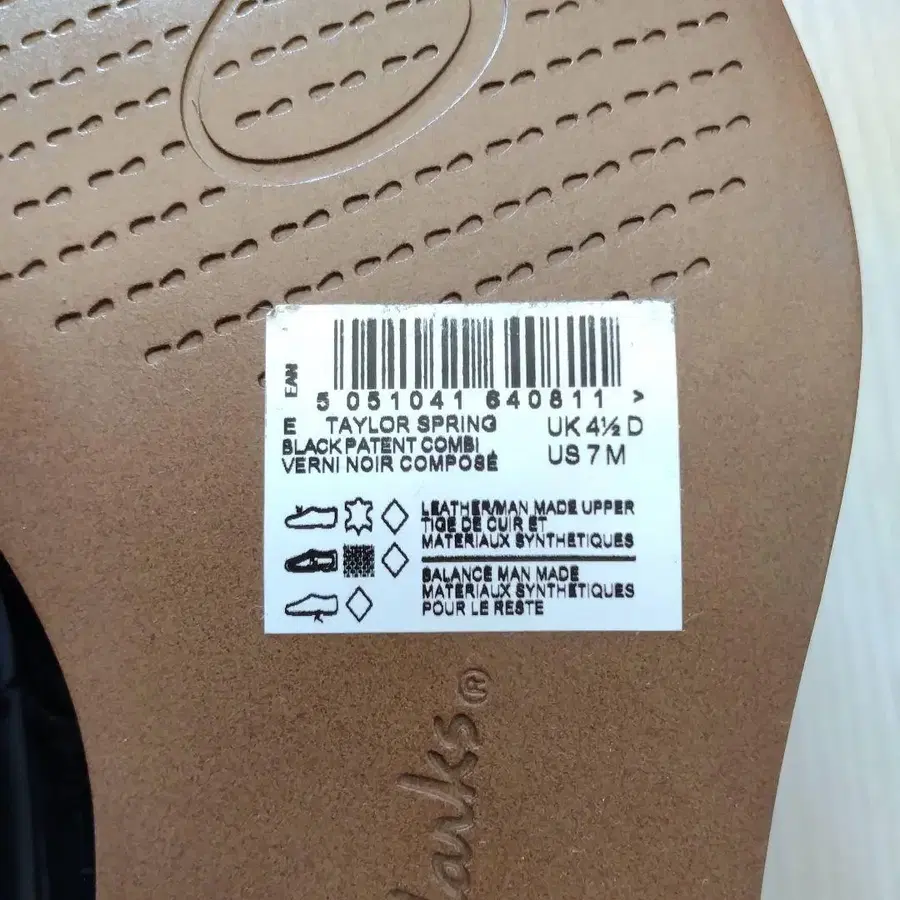 EAN
5 051041 640811 >
E TAYLOR SPRING UK 4½ D
BLACK PATENT COMBI US 7 M
VERNI NOIR COMPOSÉ
LEATHER/MAN MADE UPPER
TIGE DE CUIR ET
MATERIAUX SYNTHETIQUES
BALANCE MAN MADE
MATERIAUX SYNTHETIQUES
POUR LE RESTE
Clarks®